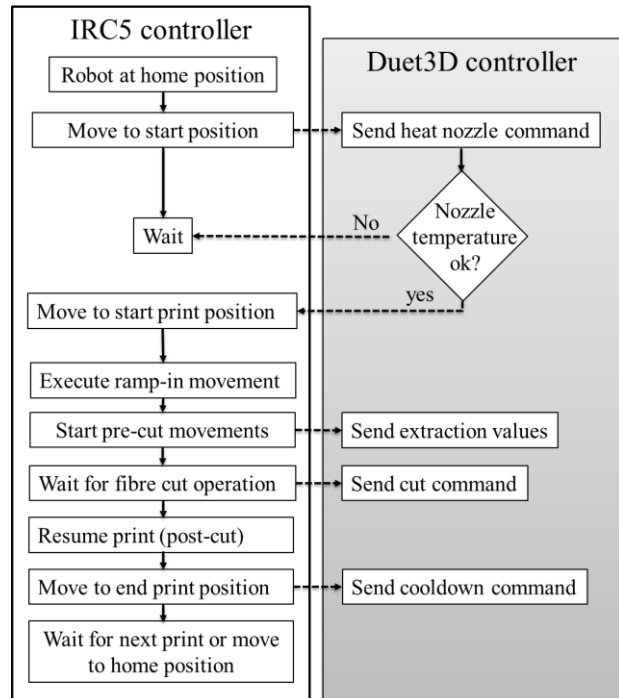 IRC5 controller
Robot at home position
Move to start position
Wait
Move to start print position
Execute ramp-in movement
Start pre-cut movements
Wait for fibre cut operation
Resume print (post-cut)
Move to end print position
Wait for next print or move
to home position
Duet3D controller
Send heat nozzle command
Nozzle
temperature
ok?
No
yes
Send extraction values
Send cut command
Send cooldown command